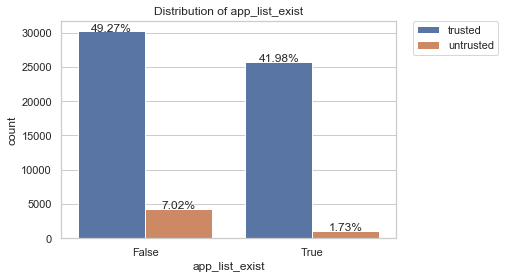 Distribution of app_list_exist
trusted
untrusted
30000
25000
20000
15000
10000
5000
0
count
49.27%
7.02%
41.98%
1.73%
False
True
app_list_exist